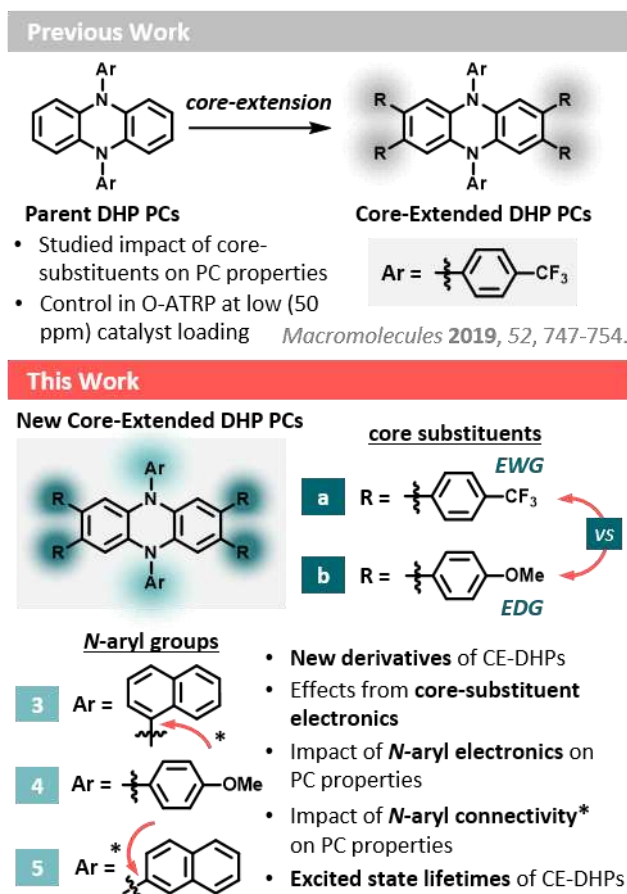 Previous Work
Ar
N
N
Ar
core-extension
Ar
R
N
R
R
N
R
Ar
Parent DHP PCs
Core-Extended DHP PCs
• Studied impact of core-
substituents on PC properties
• Control in O-ATRP at low (50
ppm) catalyst loading
Ar =
CF3
Macromolecules 2019, 52, 747-754.
This Work
New Core-Extended DHP PCs
Ar
R
N
R
R
N
R
Ar
core substituents
EWG
a R = CF3
vs
b R = OMe
EDG
N-aryl groups
3 Ar =
*
4 Ar = OMe
5 Ar =
*
• New derivatives of CE-DHPs
• Effects from core-substituent
electronics
• Impact of N-aryl electronics on
PC properties
• Impact of N-aryl connectivity*
on PC properties
• Excited state lifetimes of CE-DHPs